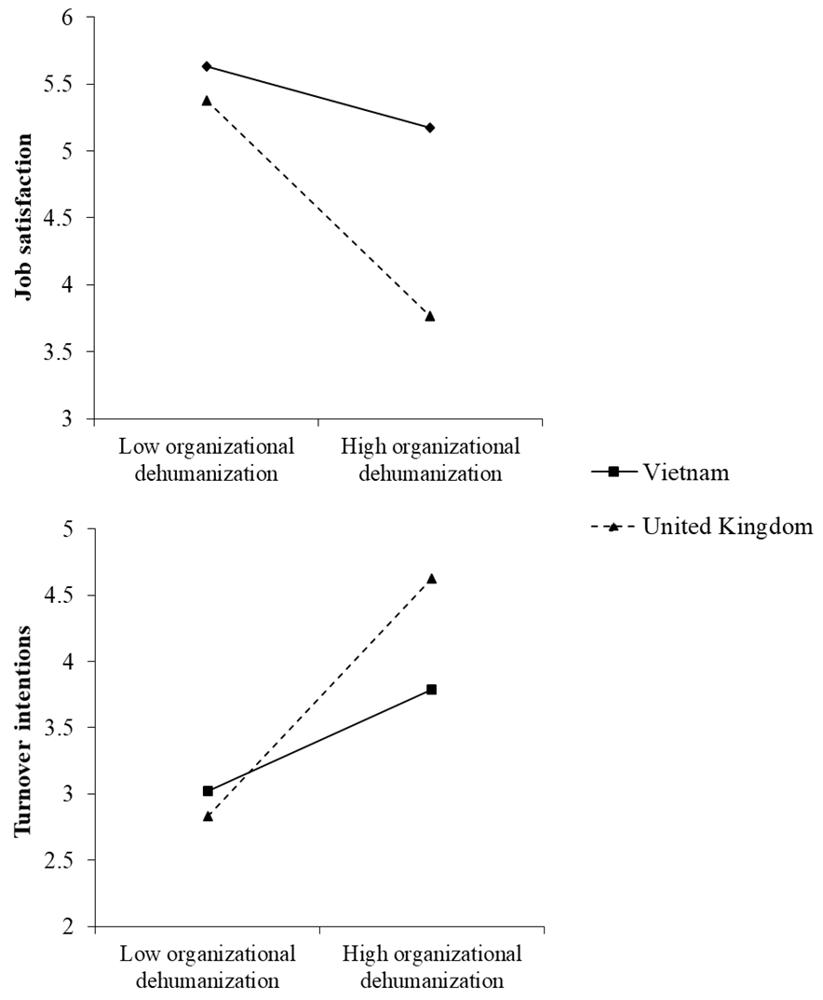 6
5.5
5
4.5
4
3.5
3
Job satisfaction
Low organizational
dehumanization
High organizational
dehumanization
Vietnam
United Kingdom
5
4.5
4
3.5
3
2.5
2
Turnover intentions
Low organizational
dehumanization
High organizational
dehumanization